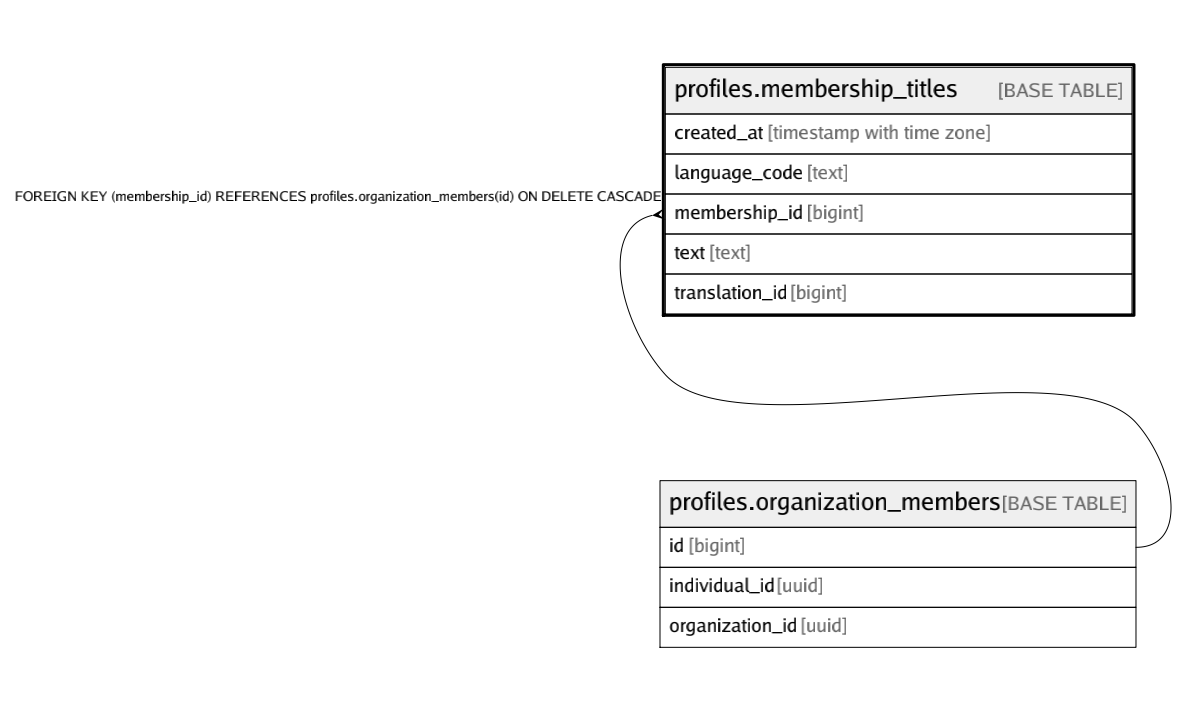 profiles.membership_titles [BASE TABLE]
created_at [timestamp with time zone]
language_code [text]
FOREIGN KEY (membership_id) REFERENCES profiles.organization_members(id) ON DELETE CASCADE
membership_id [bigint]
text [text]
translation_id [bigint]
profiles.organization_members [BASE TABLE]
id [bigint]
individual_id [uuid]
organization_id [uuid]